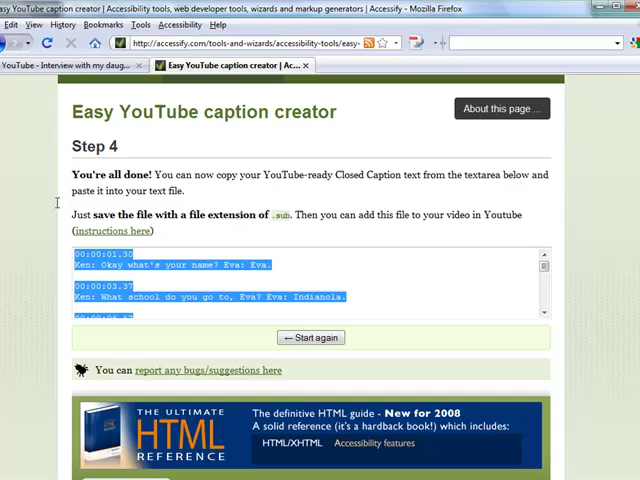 Easy YouTube caption creator | Accessibility tools, web developer tools, wizards and markup generators | Accessify - Mozilla Firefox
Edit View History Bookmarks Tools Accessibility Help
http://accessify.com/tools-and-wizards/accessibility-tools/easy-
YouTube - Interview with my daug...
Easy YouTube caption creator | Ac...
Easy YouTube caption creator
About this page ...
Step 4
You're all done! You can now copy your YouTube-ready Closed Caption text from the textarea below and
paste it into your text file.
Just save the file with a file extension of .sub. Then you can add this file to your video in Youtube
(instructions here)
00:00:01.30
Ken: Okay what's your name? Eva: Eva.
00:00:03.37
Ken: What school do you go to, Eva? Eva: Indianola.
← Start again
You can report any bugs/suggestions here
THE ULTIMATE
HTML
REFERENCE
The definitive HTML guide - New for 2008
A solid reference (it's a hardback book!) which includes:
HTML/XHTML Accessibility features